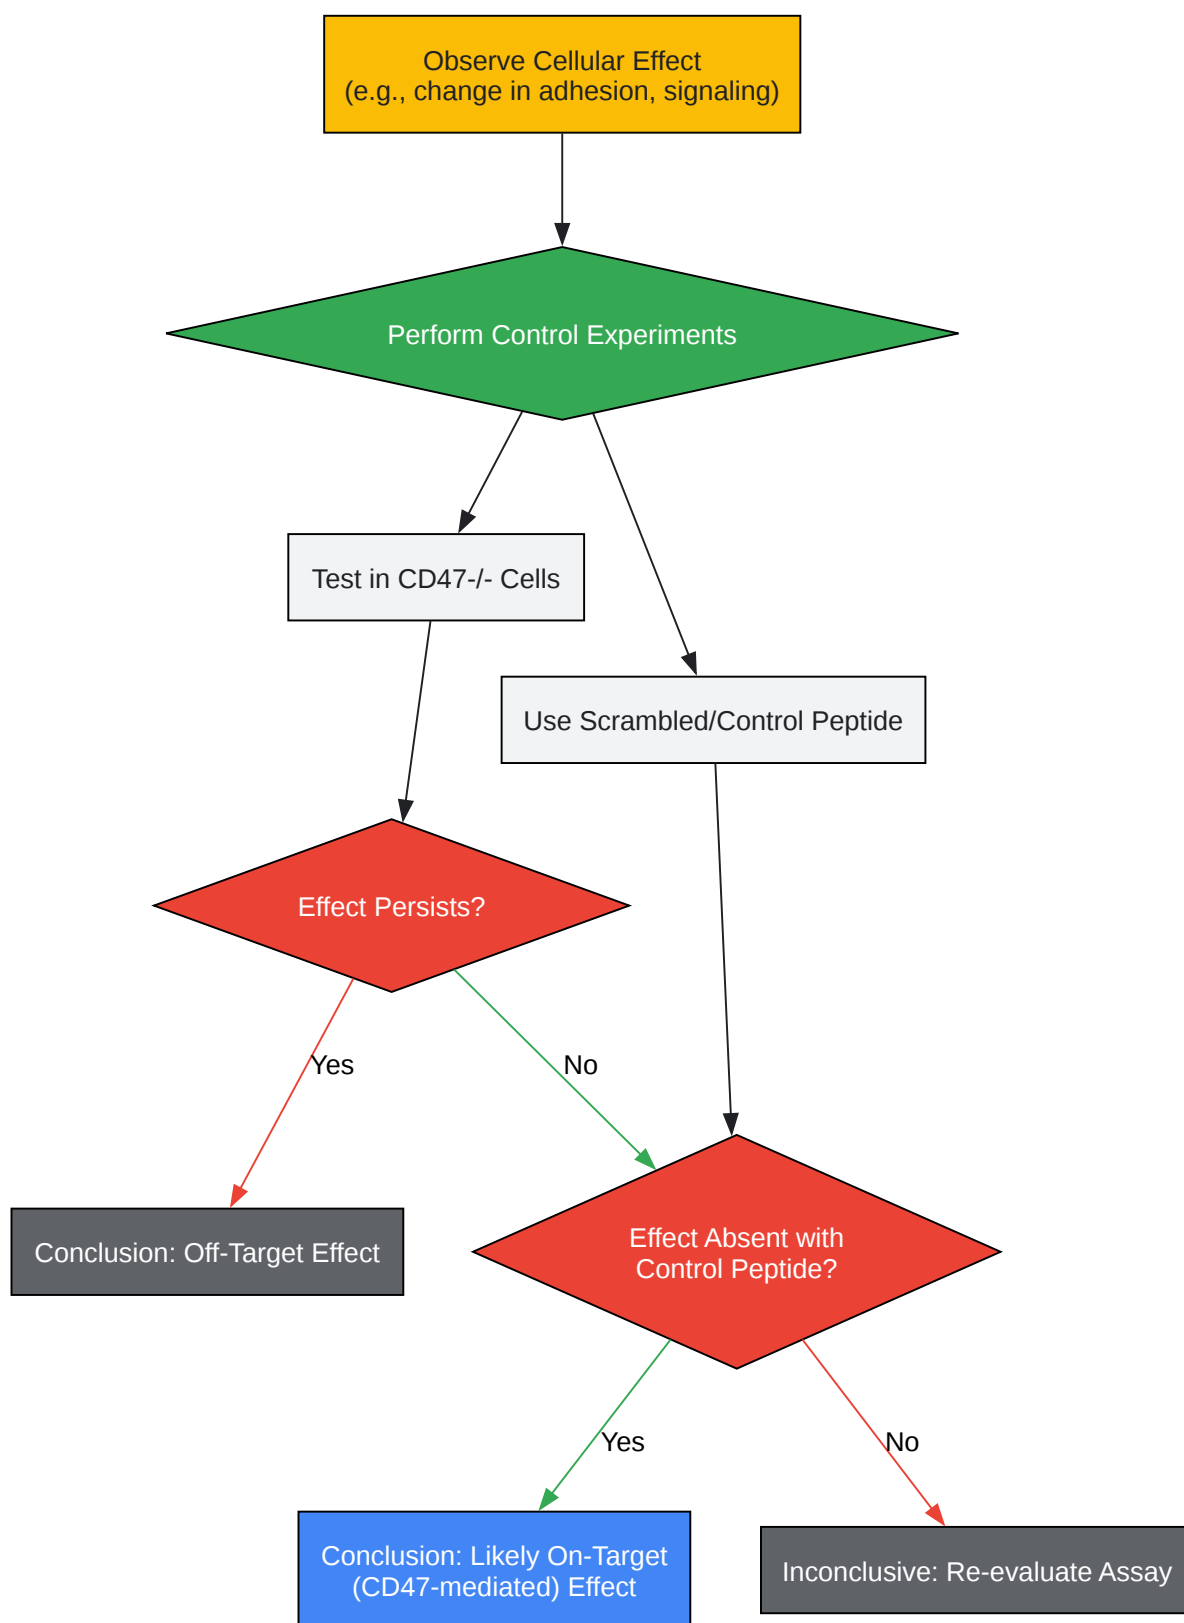 Observe Cellular Effect
(e.g., change in adhesion, signaling)
Perform Control Experiments
Test in CD47-/- Cells
Use Scrambled/Control Peptide
Effect Persists?
Yes
No
Conclusion: Off-Target Effect
Effect Absent with
Control Peptide?
Yes
No
Conclusion: Likely On-Target
(CD47-mediated) Effect
Inconclusive: Re-evaluate Assay